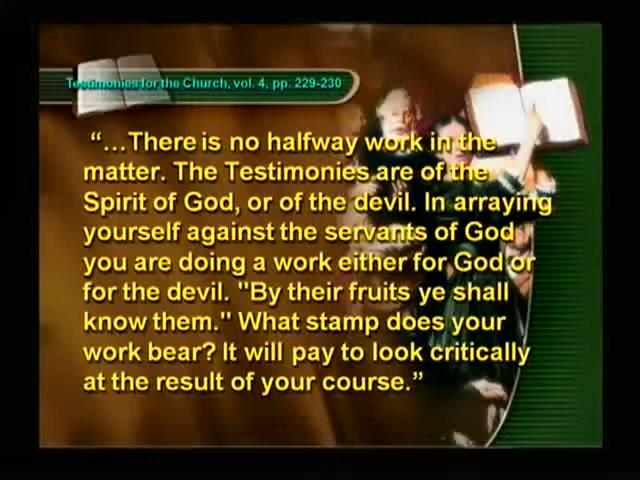 Testimonies for the Church, vol. 4, pp. 229-230
“...There is no halfway work in the
matter. The Testimonies are of the
Spirit of God, or of the devil. In arraying
yourself against the servants of God
you are doing a work either for God or
for the devil. "By their fruits ye shall
know them." What stamp does your
work bear? It will pay to look critically
at the result of your course.”